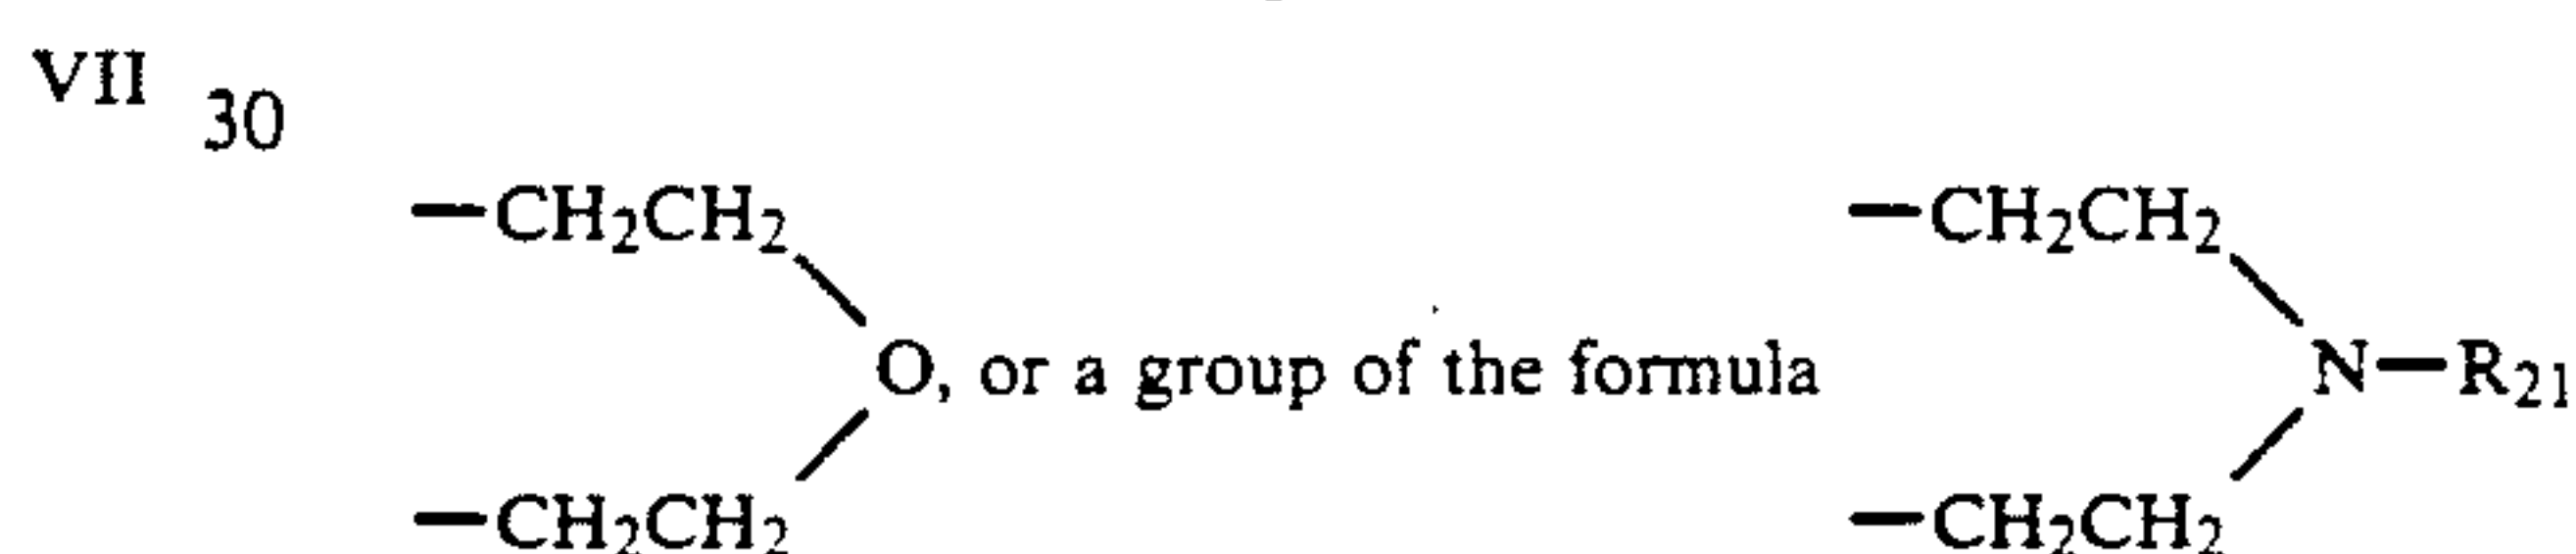 VII 30
—CH₂CH₂ —CH₂CH₂
O, or a group of the formula N—R₂₁
—CH₂CH₂ —CH₂CH₂